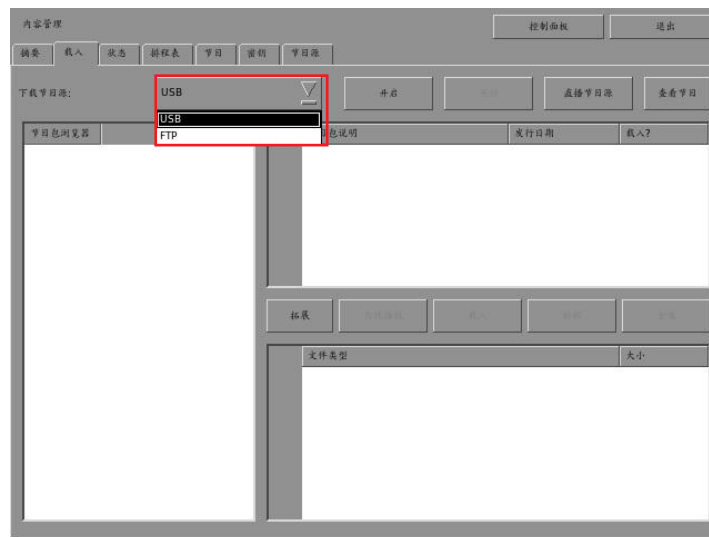 内容管理
控制面板 退出
摘要 载入 状态 排程表 节目 密钥 节目源
下载节目源: USB 开启 直播节目源 查看节目
USB
FTP
节目包浏览器 包说明 发行日期 载入?
拓展 载入
文件类型 大小